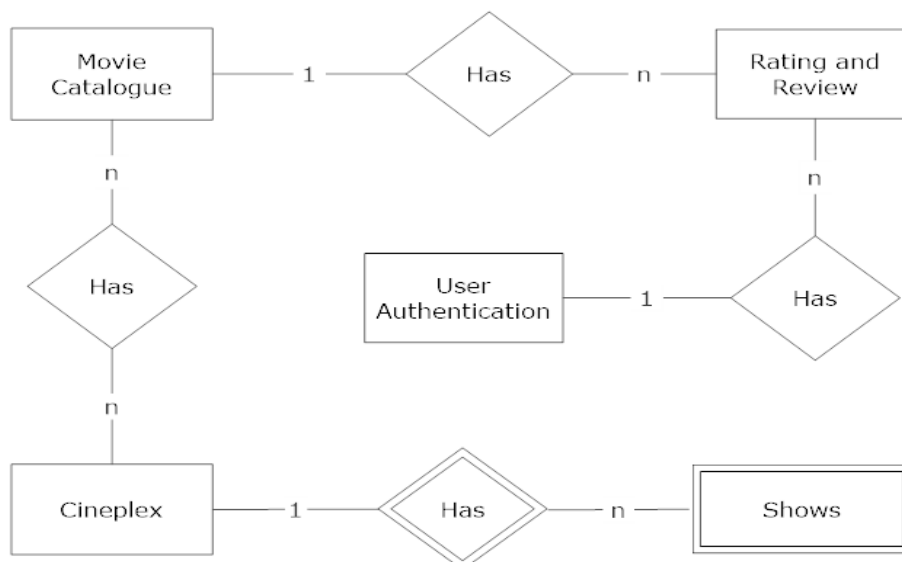 Movie
Catalogue
1
Has
n
Rating and
Review
n
n
Has
User
Authentication
1
Has
n
Cineplex
1
Has
n
Shows